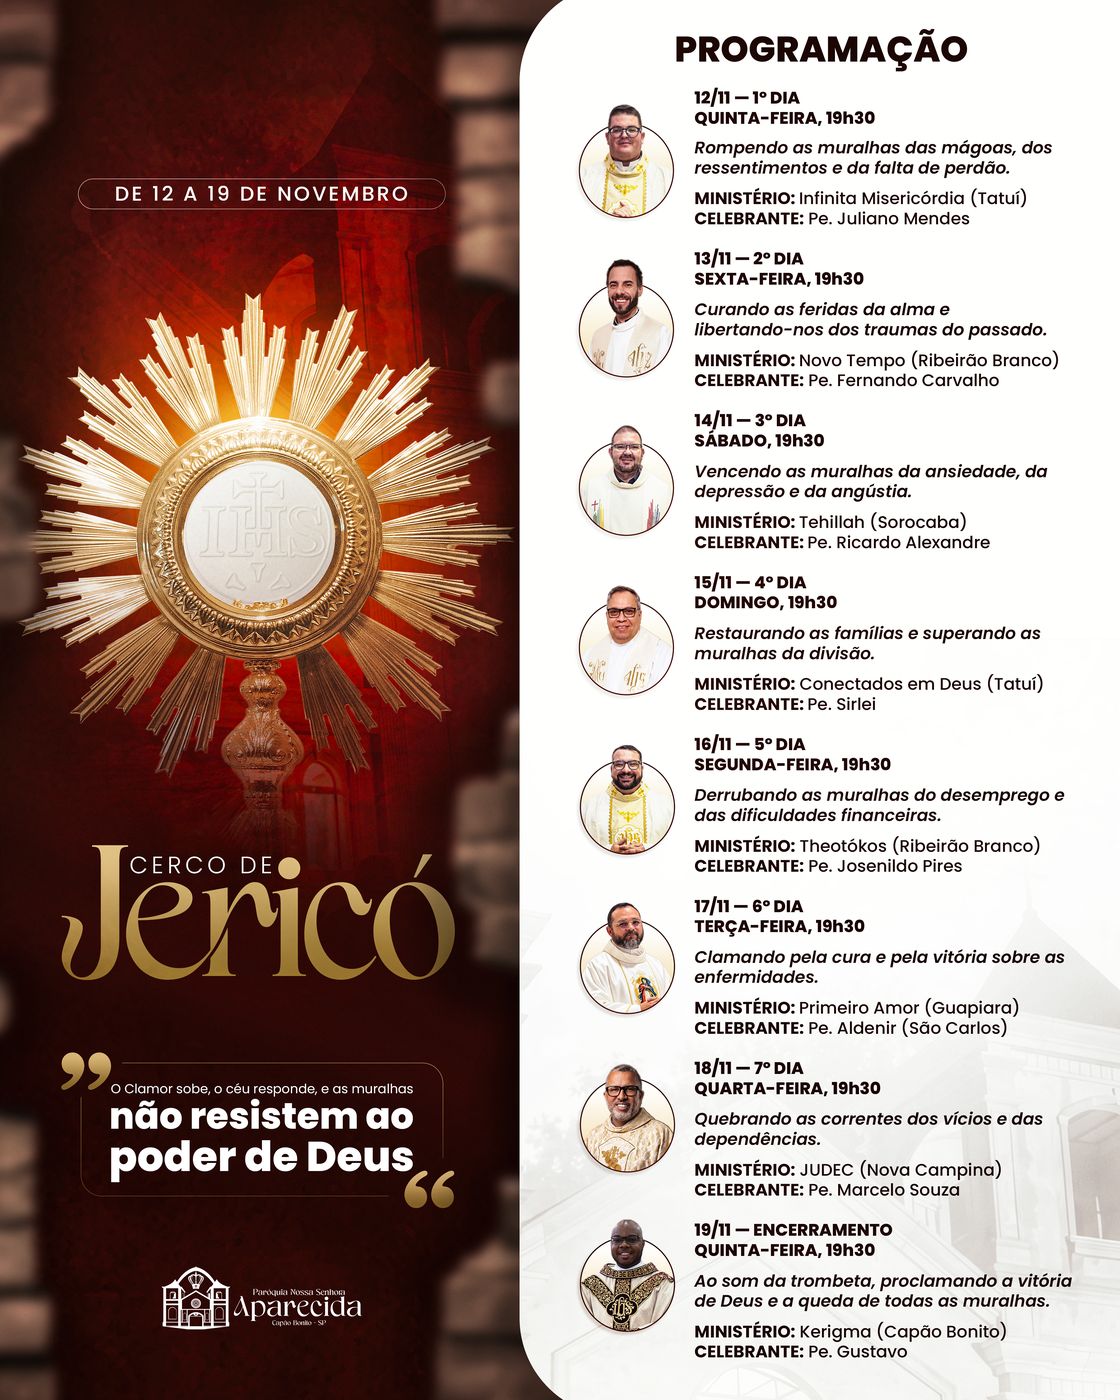 DE 12 A 19 DE NOVEMBRO
IHS
CERCO DE
Jericó
O Clamor sobe, o céu responde, e as muralhas
não resistem ao
poder de Deus
Paróquia Nossa Senhora
Aparecida
Capão Bonito - SP
PROGRAMAÇÃO
12/11 — 1º DIA
QUINTA-FEIRA, 19h30
Rompendo as muralhas das mágoas, dos
ressentimentos e da falta de perdão.
MINISTÉRIO: Infinita Misericórdia (Tatuí)
CELEBRANTE: Pe. Juliano Mendes
13/11 — 2º DIA
SEXTA-FEIRA, 19h30
Curando as feridas da alma e
libertando-nos dos traumas do passado.
MINISTÉRIO: Novo Tempo (Ribeirão Branco)
CELEBRANTE: Pe. Fernando Carvalho
14/11 — 3º DIA
SÁBADO, 19h30
Vencendo as muralhas da ansiedade, da
depressão e da angústia.
MINISTÉRIO: Tehillah (Sorocaba)
CELEBRANTE: Pe. Ricardo Alexandre
15/11 — 4º DIA
DOMINGO, 19h30
Restaurando as famílias e superando as
muralhas da divisão.
MINISTÉRIO: Conectados em Deus (Tatuí)
CELEBRANTE: Pe. Sirlei
16/11 — 5º DIA
SEGUNDA-FEIRA, 19h30
Derrubando as muralhas do desemprego e
das dificuldades financeiras.
MINISTÉRIO: Theotókos (Ribeirão Branco)
CELEBRANTE: Pe. Josenildo Pires
17/11 — 6º DIA
TERÇA-FEIRA, 19h30
Clamando pela cura e pela vitória sobre as
enfermidades.
MINISTÉRIO: Primeiro Amor (Guapiara)
CELEBRANTE: Pe. Aldenir (São Carlos)
18/11 — 7º DIA
QUARTA-FEIRA, 19h30
Quebrando as correntes dos vícios e das
dependências.
MINISTÉRIO: JUDEC (Nova Campina)
CELEBRANTE: Pe. Marcelo Souza
19/11 — ENCERRAMENTO
QUINTA-FEIRA, 19h30
Ao som da trombeta, proclamando a vitória
de Deus e a queda de todas as muralhas.
MINISTÉRIO: Kerigma (Capão Bonito)
CELEBRANTE: Pe. Gustavo